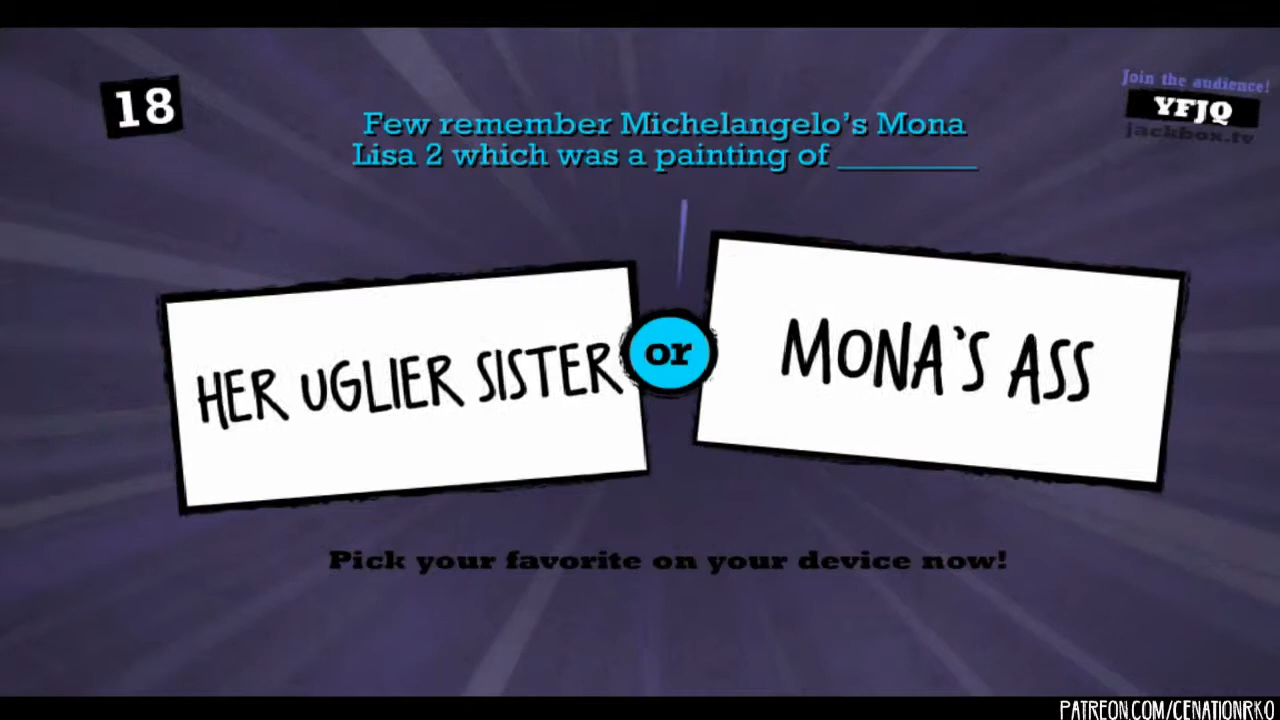 18
Join the audience!
YFJQ
jackbox.tv
Few remember Michelangelo's Mona
Lisa 2 which was a painting of _________
HER UGLIER SISTER
or
MONA'S ASS
Pick your favorite on your device now!
PATREON.COM/CENATIONRKO